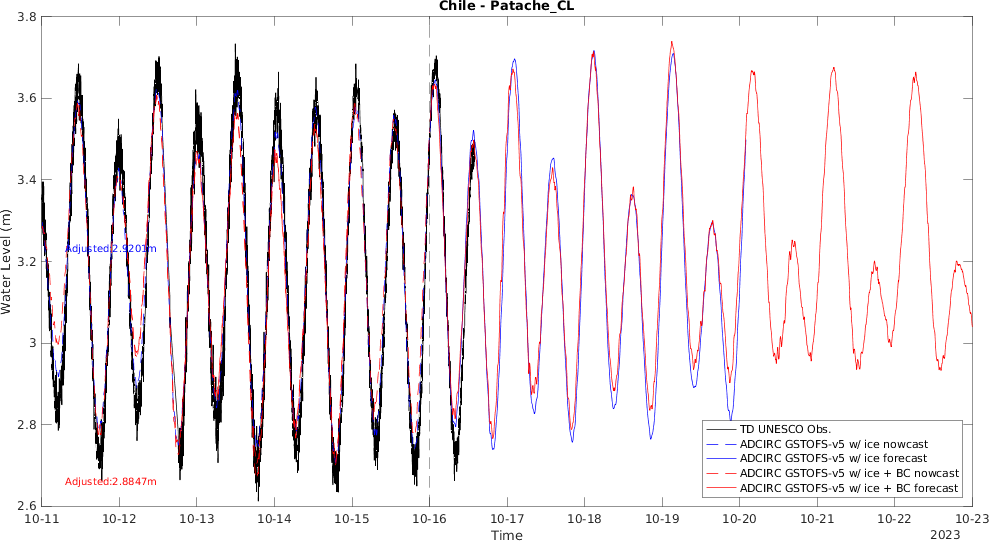 Chile - Patache_CL
Water Level (m)
3.8
3.6
3.4
3.2
3
2.8
2.6
Adjusted:2.9201m
Adjusted:2.8847m
TD UNESCO Obs.
ADCIRC GSTOFS-v5 w/ ice nowcast
ADCIRC GSTOFS-v5 w/ ice forecast
ADCIRC GSTOFS-v5 w/ ice + BC nowcast
ADCIRC GSTOFS-v5 w/ ice + BC forecast
10-11 10-12 10-13 10-14 10-15 10-16 10-17 10-18 10-19 10-20 10-21 10-22 10-23
Time
2023